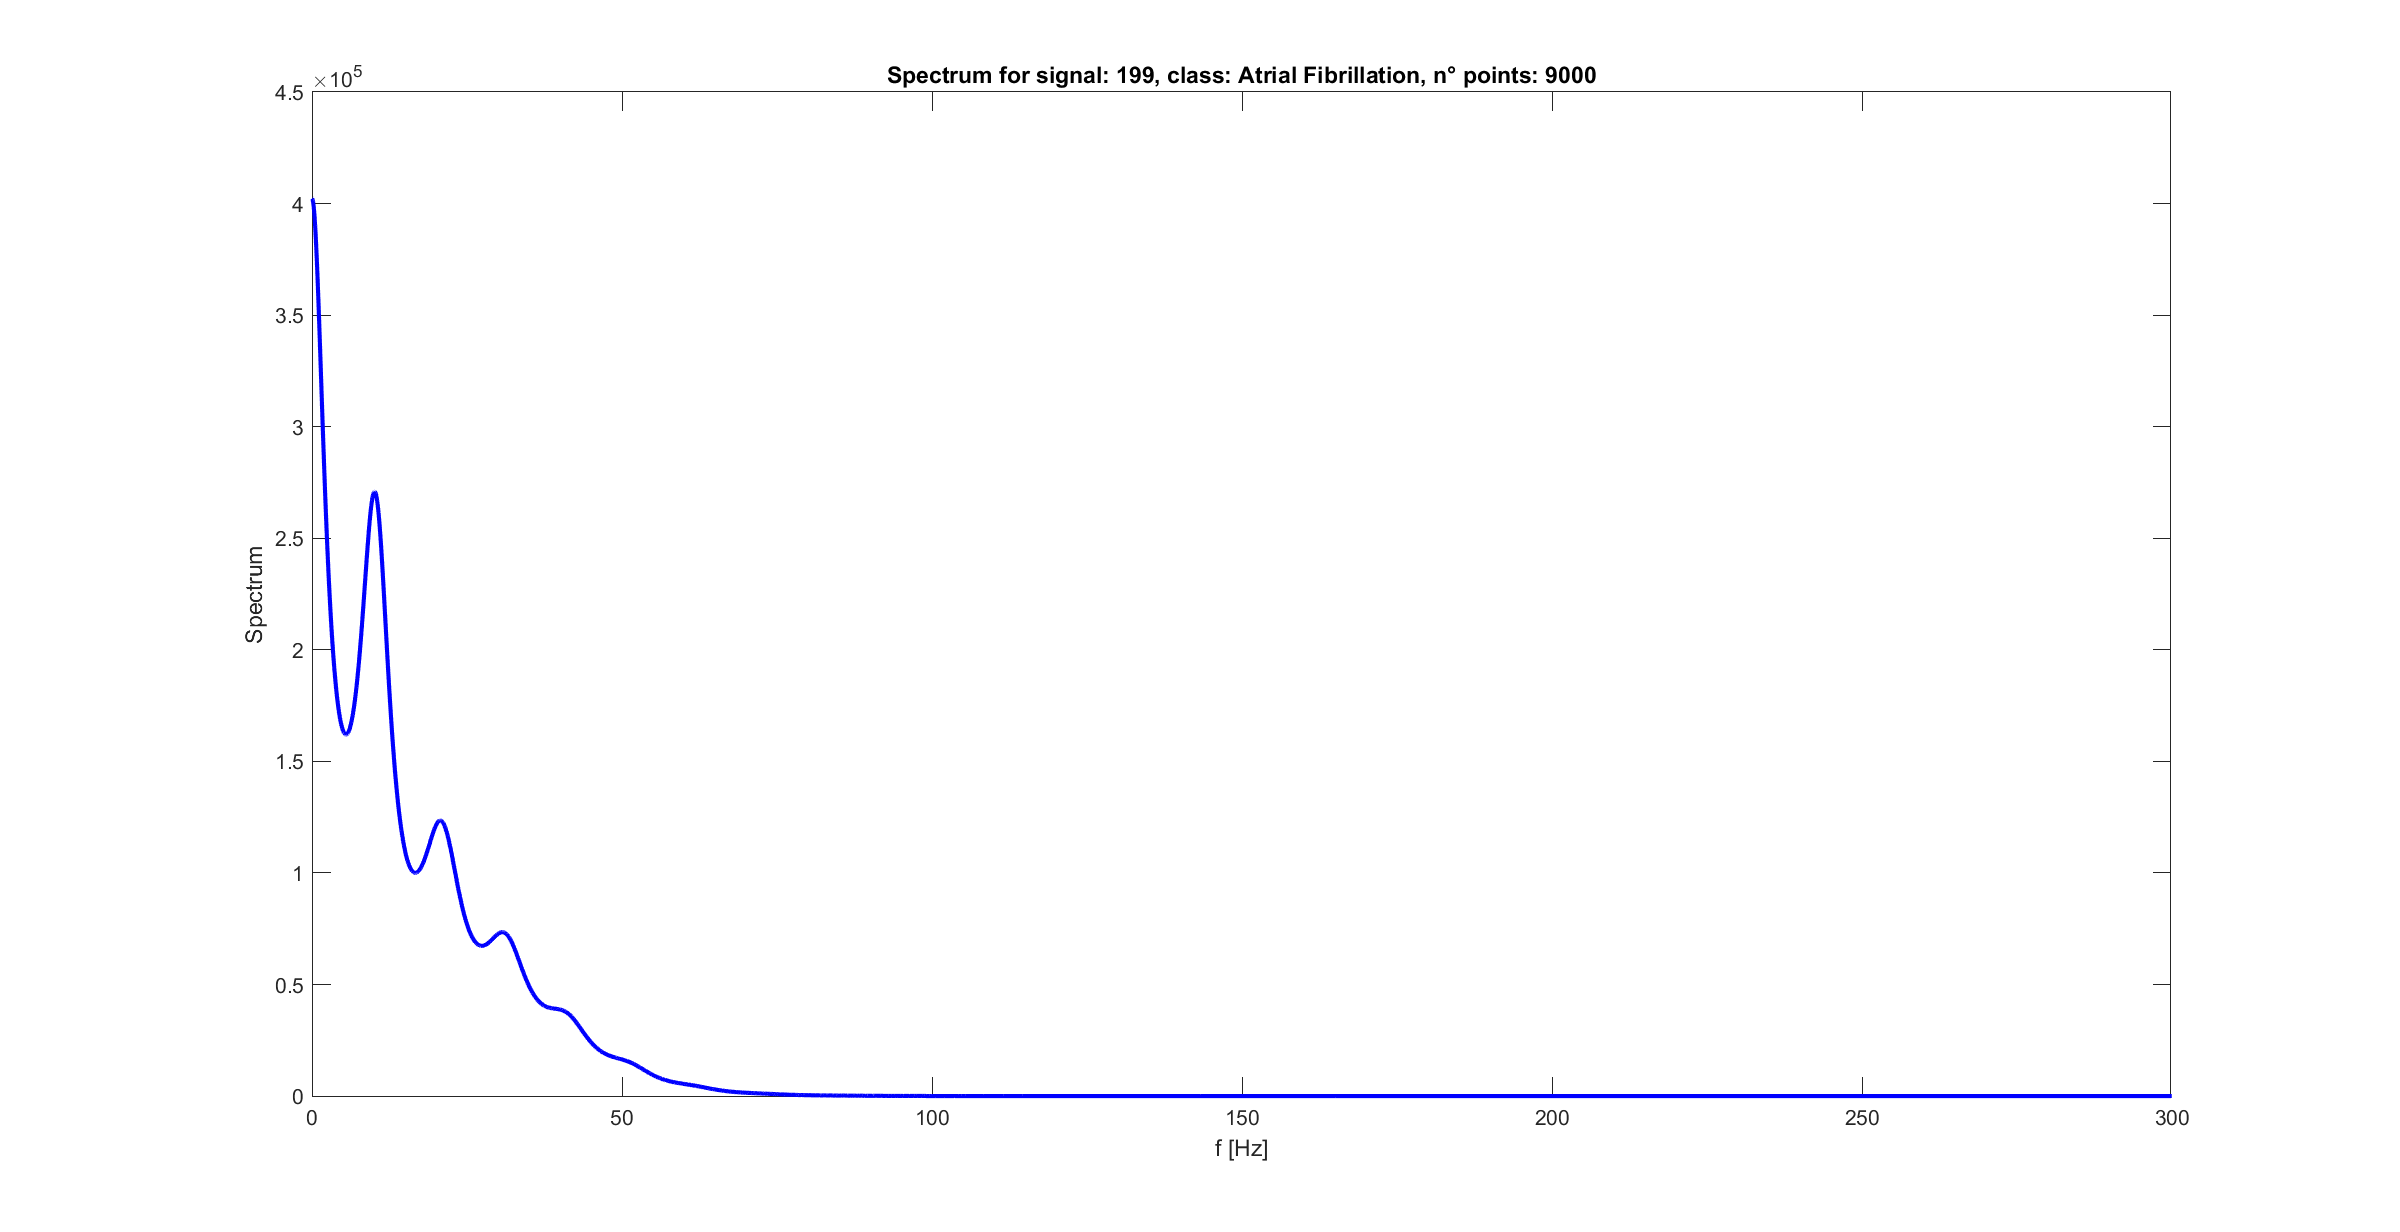 Spectrum for signal: 199, class: Atrial Fibrillation, n° points: 9000
×10^5
4.5
4
3.5
3
2.5
2
1.5
1
0.5
0
Spectrum
0 50 100 150 200 250 300
f [Hz]